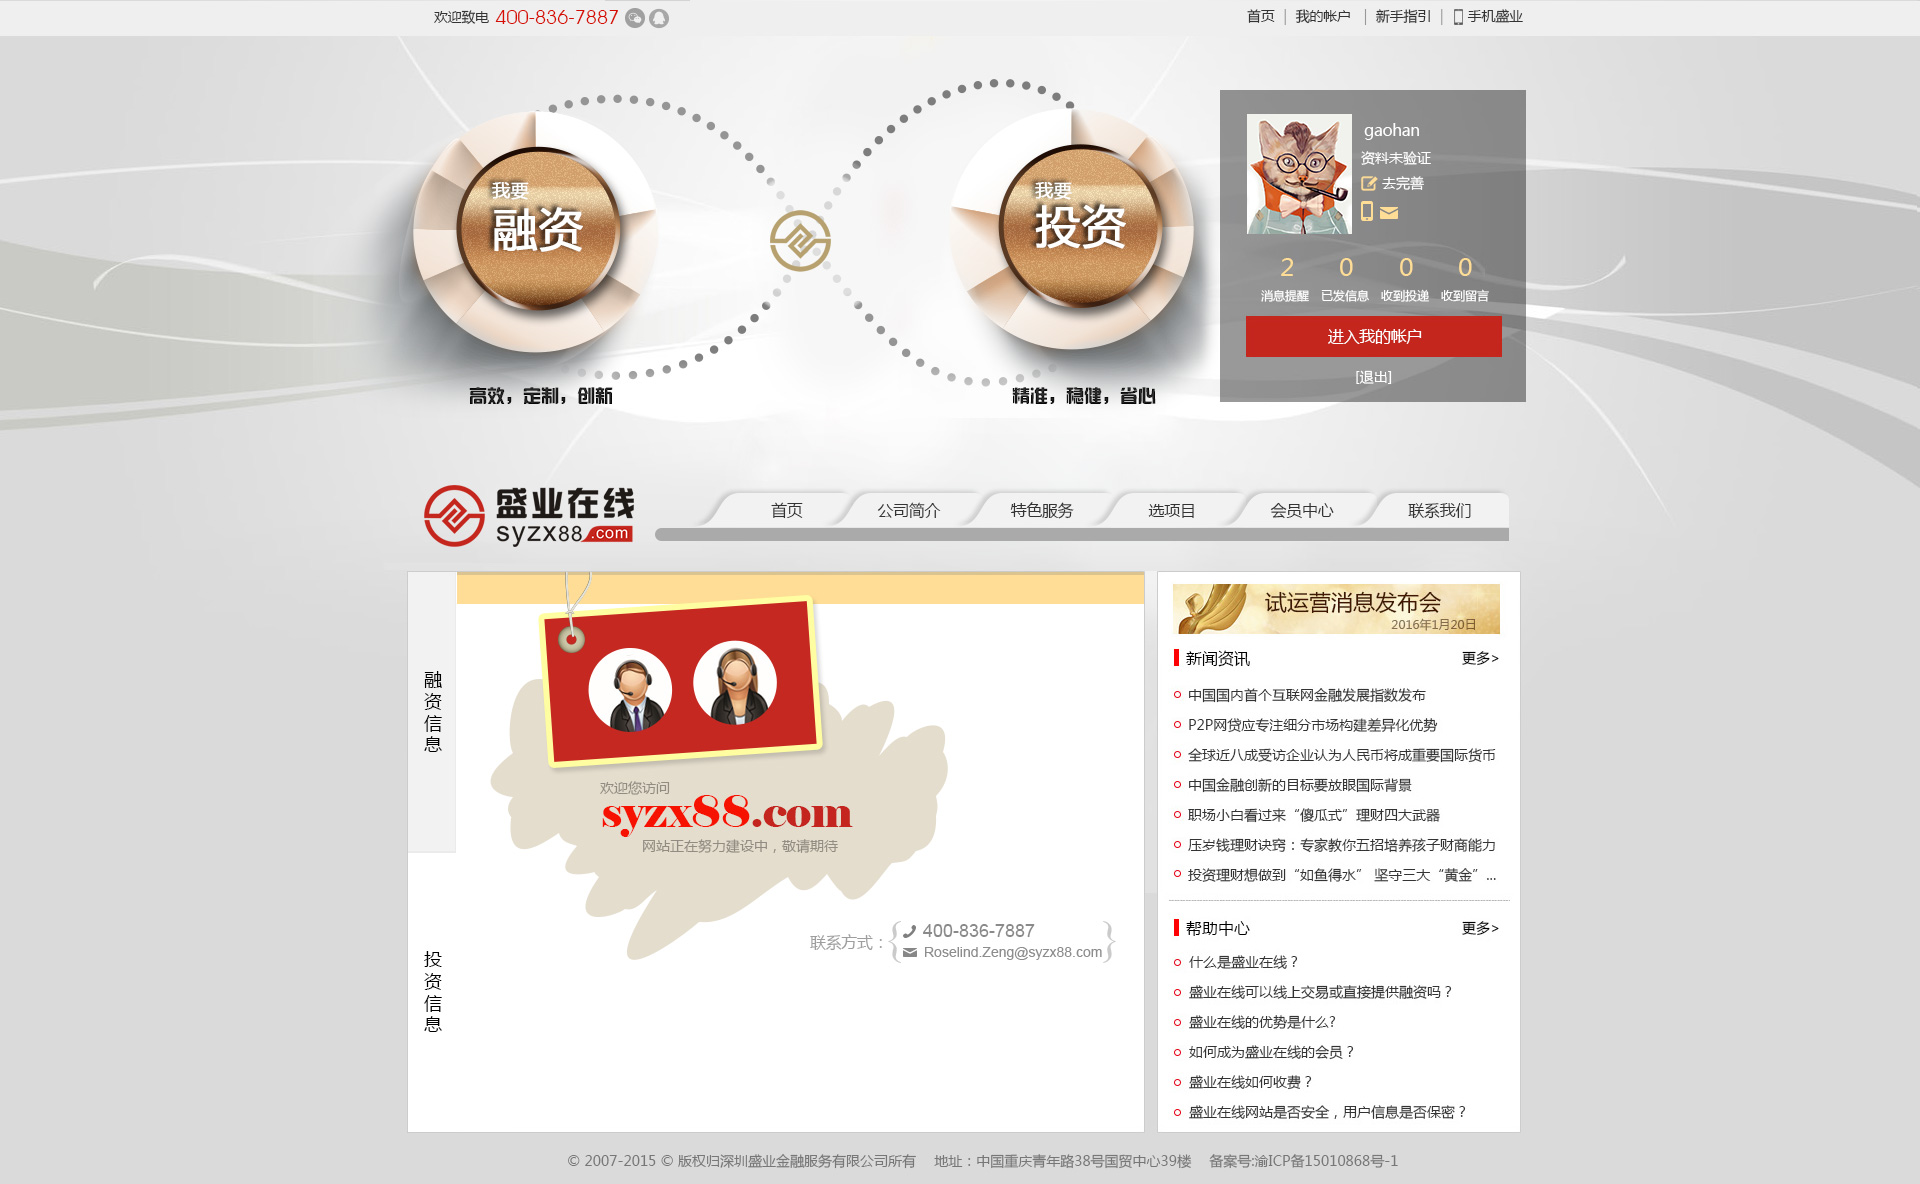 欢迎致电 400-836-7887
首页 | 我的帐户 | 新手指引 | 手机盛业
我要
融资
高效，定制，创新
我要
投资
精准，稳健，省心
gaohan
资料未验证
去完善
2 0 0 0
消息提醒 已发信息 收到投递 收到留言
进入我的帐户
[退出]
盛业在线
syzx88.com
首页 公司简介 特色服务 选项目 会员中心 联系我们
融资信息
投资信息
欢迎您访问
syzx88.com
网站正在努力建设中，敬请期待
联系方式：
400-836-7887
Roselind.Zeng@syzx88.com
试运营消息发布会
2016年1月20日
新闻资讯 更多>
中国国内首个互联网金融发展指数发布
P2P网贷应专注细分市场构建差异化优势
全球近八成受访企业认为人民币将成重要国际货币
中国金融创新的目标要放眼国际背景
职场小白看过来“傻瓜式”理财四大武器
压岁钱理财诀窍：专家教你五招培养孩子财商能力
投资理财想做到“如鱼得水” 坚守三大“黄金”...
帮助中心 更多>
什么是盛业在线？
盛业在线可以线上交易或直接提供融资吗？
盛业在线的优势是什么?
如何成为盛业在线的会员？
盛业在线如何收费？
盛业在线网站是否安全，用户信息是否保密？
© 2007-2015 © 版权归深圳盛业金融服务有限公司所有 地址：中国重庆青年路38号国贸中心39楼 备案号:渝ICP备15010868号-1